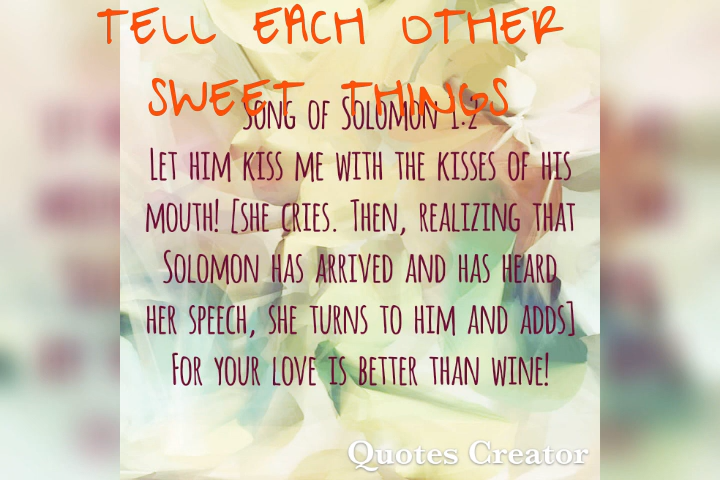 TELL EACH OTHER
SWEET THINGS
SONG OF SOLOMON 1:2
LET HIM KISS ME WITH THE KISSES OF HIS
MOUTH! [SHE CRIES. THEN, REALIZING THAT
SOLOMON HAS ARRIVED AND HAS HEARD
HER SPEECH, SHE TURNS TO HIM AND ADDS]
FOR YOUR LOVE IS BETTER THAN WINE!
Quotes Creator